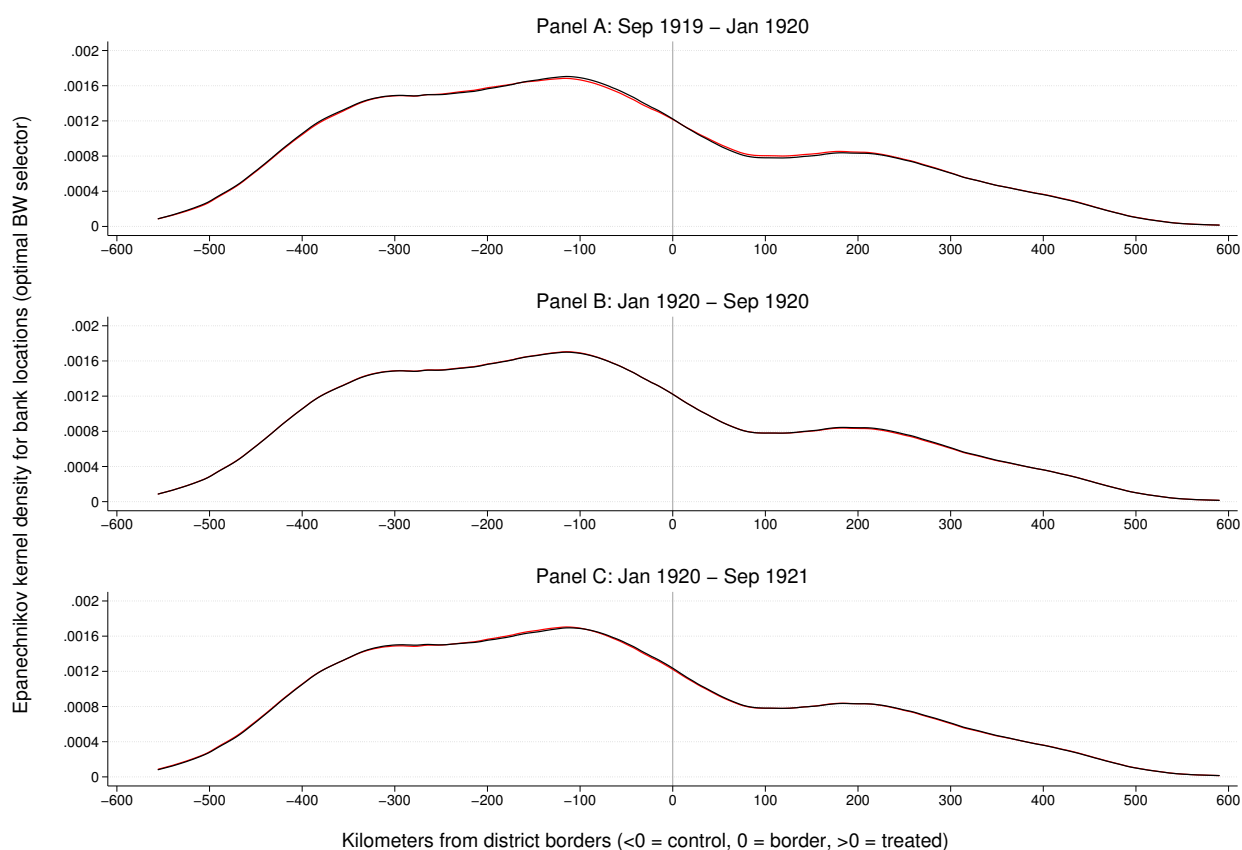 Epanechnikov kernel density for bank locations (optimal BW selector)
Panel A: Sep 1919 − Jan 1920
.002
.0016
.0012
.0008
.0004
0
−600 −500 −400 −300 −200 −100 0 100 200 300 400 500 600
Panel B: Jan 1920 − Sep 1920
.002
.0016
.0012
.0008
.0004
0
−600 −500 −400 −300 −200 −100 0 100 200 300 400 500 600
Panel C: Jan 1920 − Sep 1921
.002
.0016
.0012
.0008
.0004
0
−600 −500 −400 −300 −200 −100 0 100 200 300 400 500 600
Kilometers from district borders (<0 = control, 0 = border, >0 = treated)